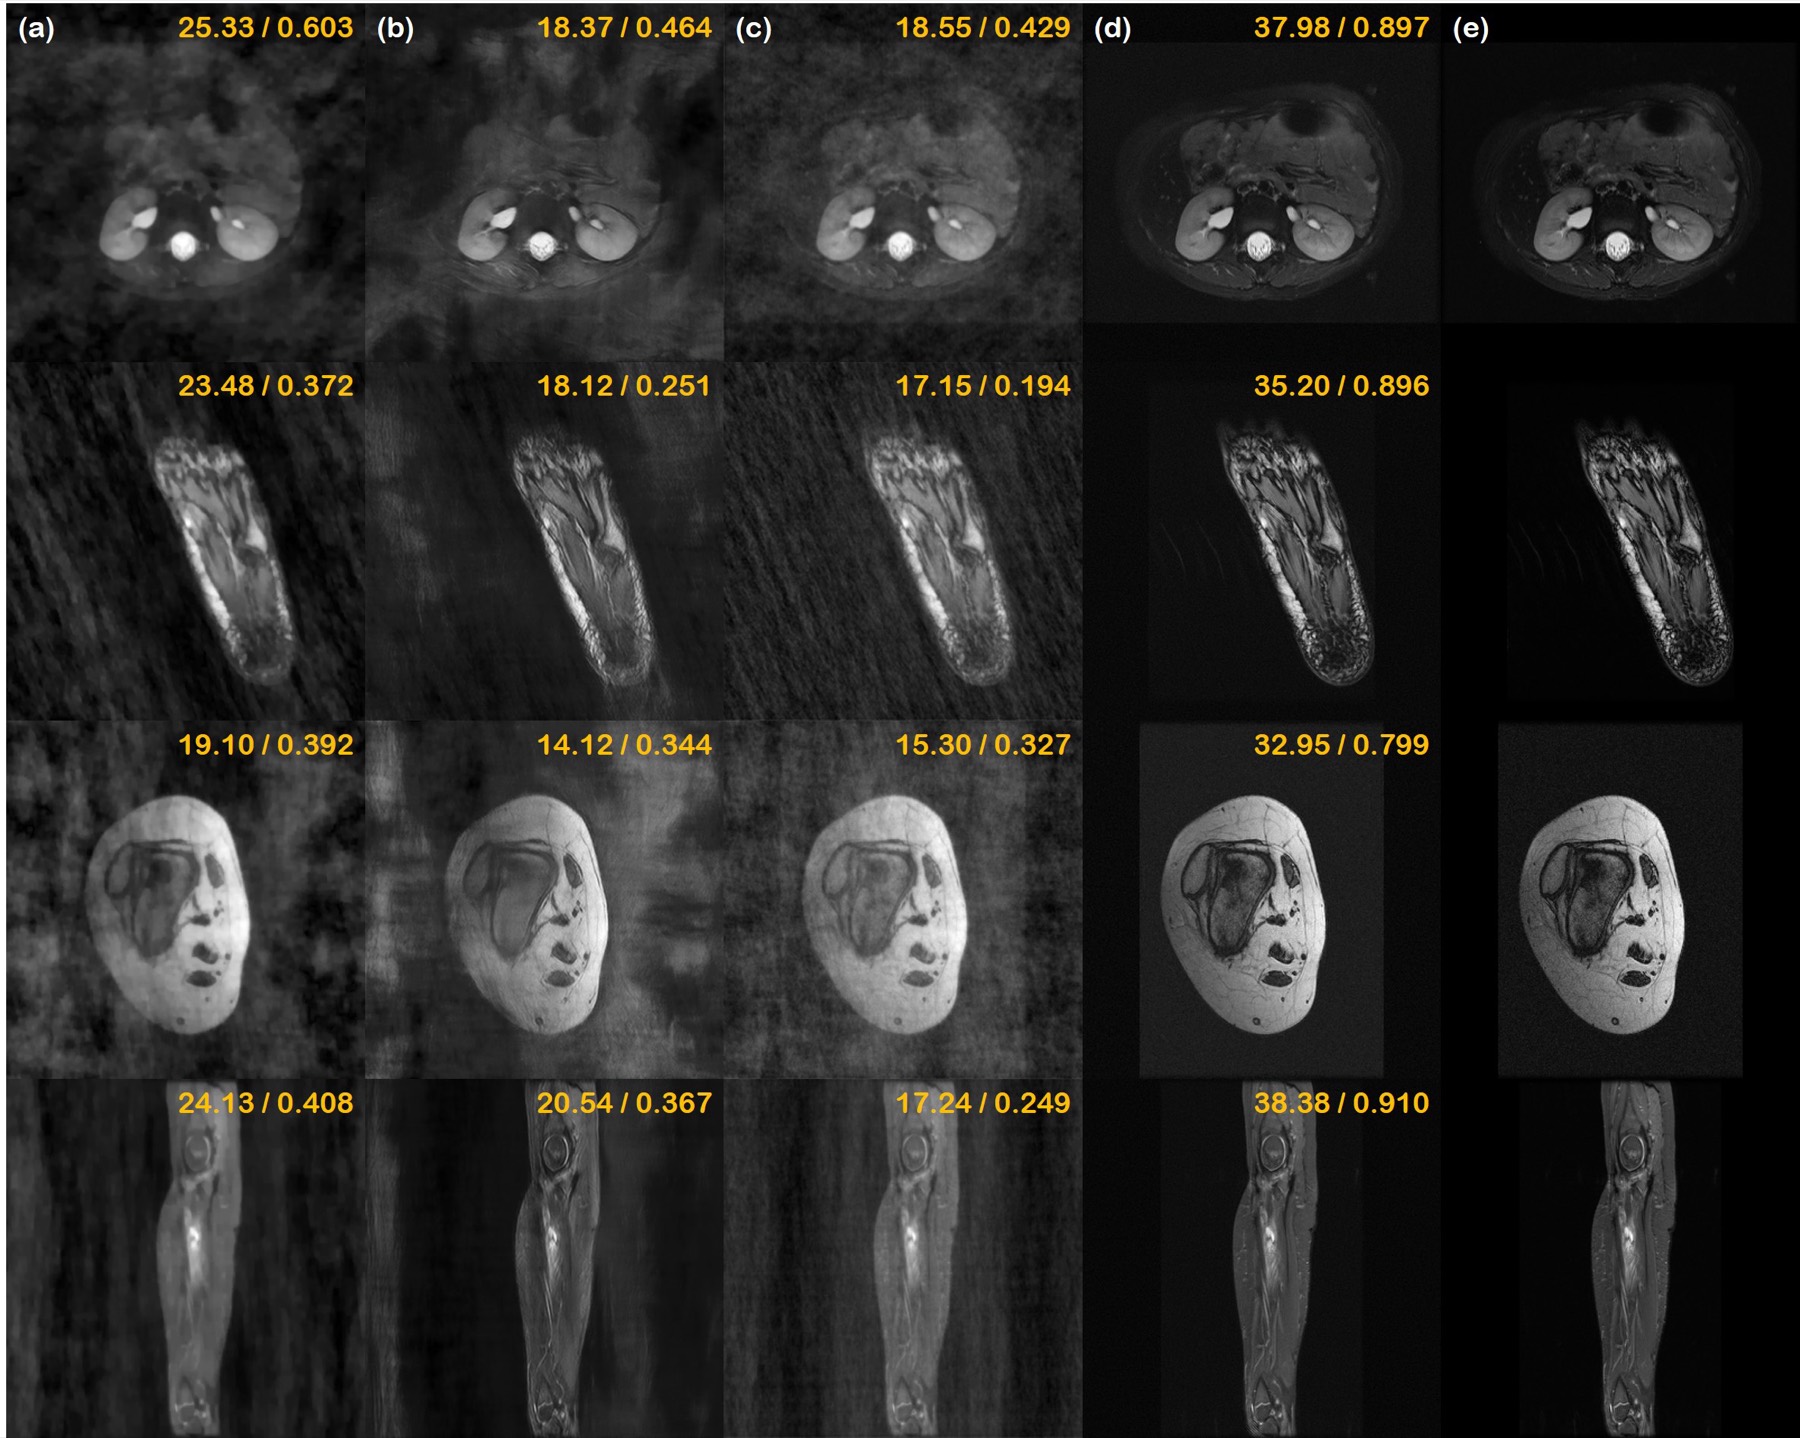 (a) 25.33 / 0.603 (b) 18.37 / 0.464 (c) 18.55 / 0.429 (d) 37.98 / 0.897 (e)
23.48 / 0.372 18.12 / 0.251 17.15 / 0.194 35.20 / 0.896
19.10 / 0.392 14.12 / 0.344 15.30 / 0.327 32.95 / 0.799
24.13 / 0.408 20.54 / 0.367 17.24 / 0.249 38.38 / 0.910